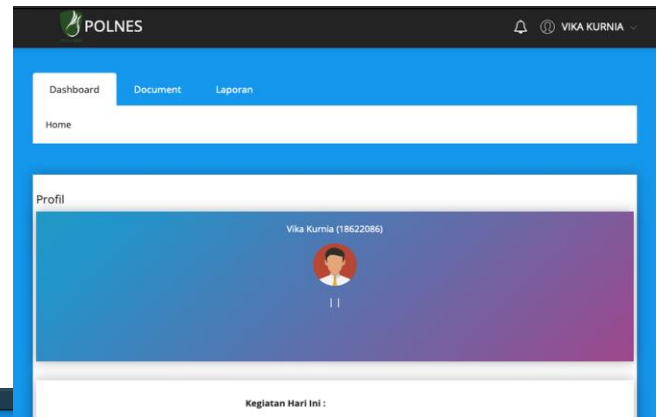 POLNES
VIKA KURNIA
Dashboard Document Laporan
Home
Profil
Vika Kurnia (18622086)
| |
Kegiatan Hari Ini :